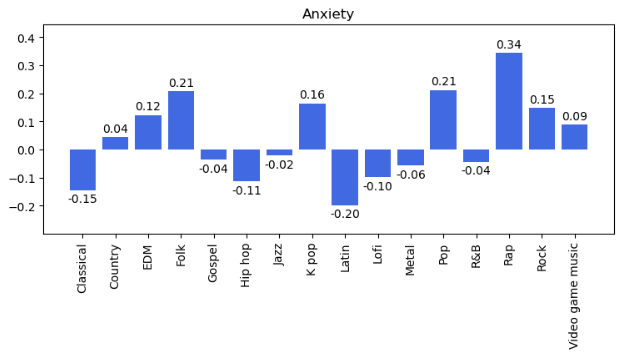 Anxiety
0.4
0.3
0.2
0.1
0.0
−0.1
−0.2
-0.15
0.04
0.12
0.21
-0.04
-0.11
-0.02
0.16
-0.20
-0.10
-0.06
0.21
-0.04
0.34
0.15
0.09
Classical
Country
EDM
Folk
Gospel
Hip hop
Jazz
K pop
Latin
Lofi
Metal
Pop
R&B
Rap
Rock
Video game music